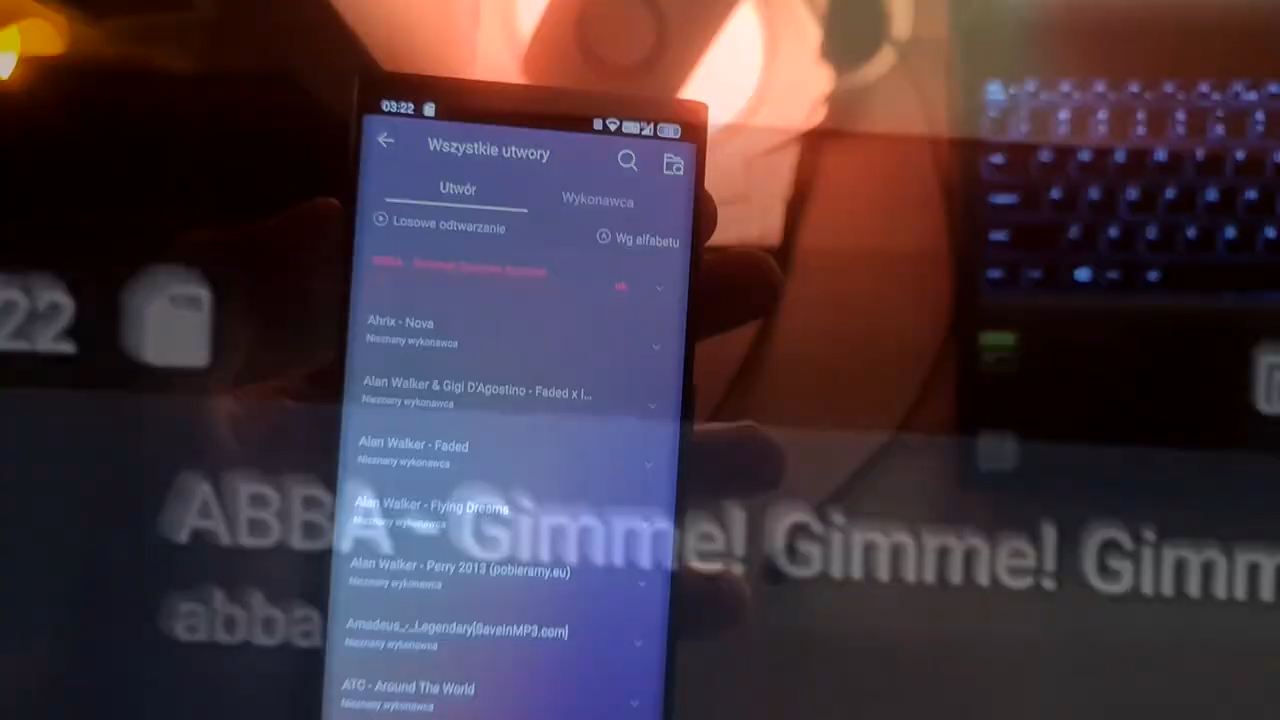 03:22
Wszystkie utwory
Utwór
Wykonawca
Losowe odtwarzanie
Wg alfabetu
ABBA - Gimme! Gimme! Gimm
Ahrix - Nova
Nieznany wykonawca
Alan Walker & Gigi D'Agostino - Faded x I...
Nieznany wykonawca
Alan Walker - Faded
Nieznany wykonawca
Alan Walker - Flying Dreams
Nieznany wykonawca
Alan Walker - Perry 2013 (pobieramy.eu)
Nieznany wykonawca
Amadeus_-_Legendary[SaveInMP3.com]
Nieznany wykonawca
ATC - Around The World
Nieznany wykonawca
22
abba